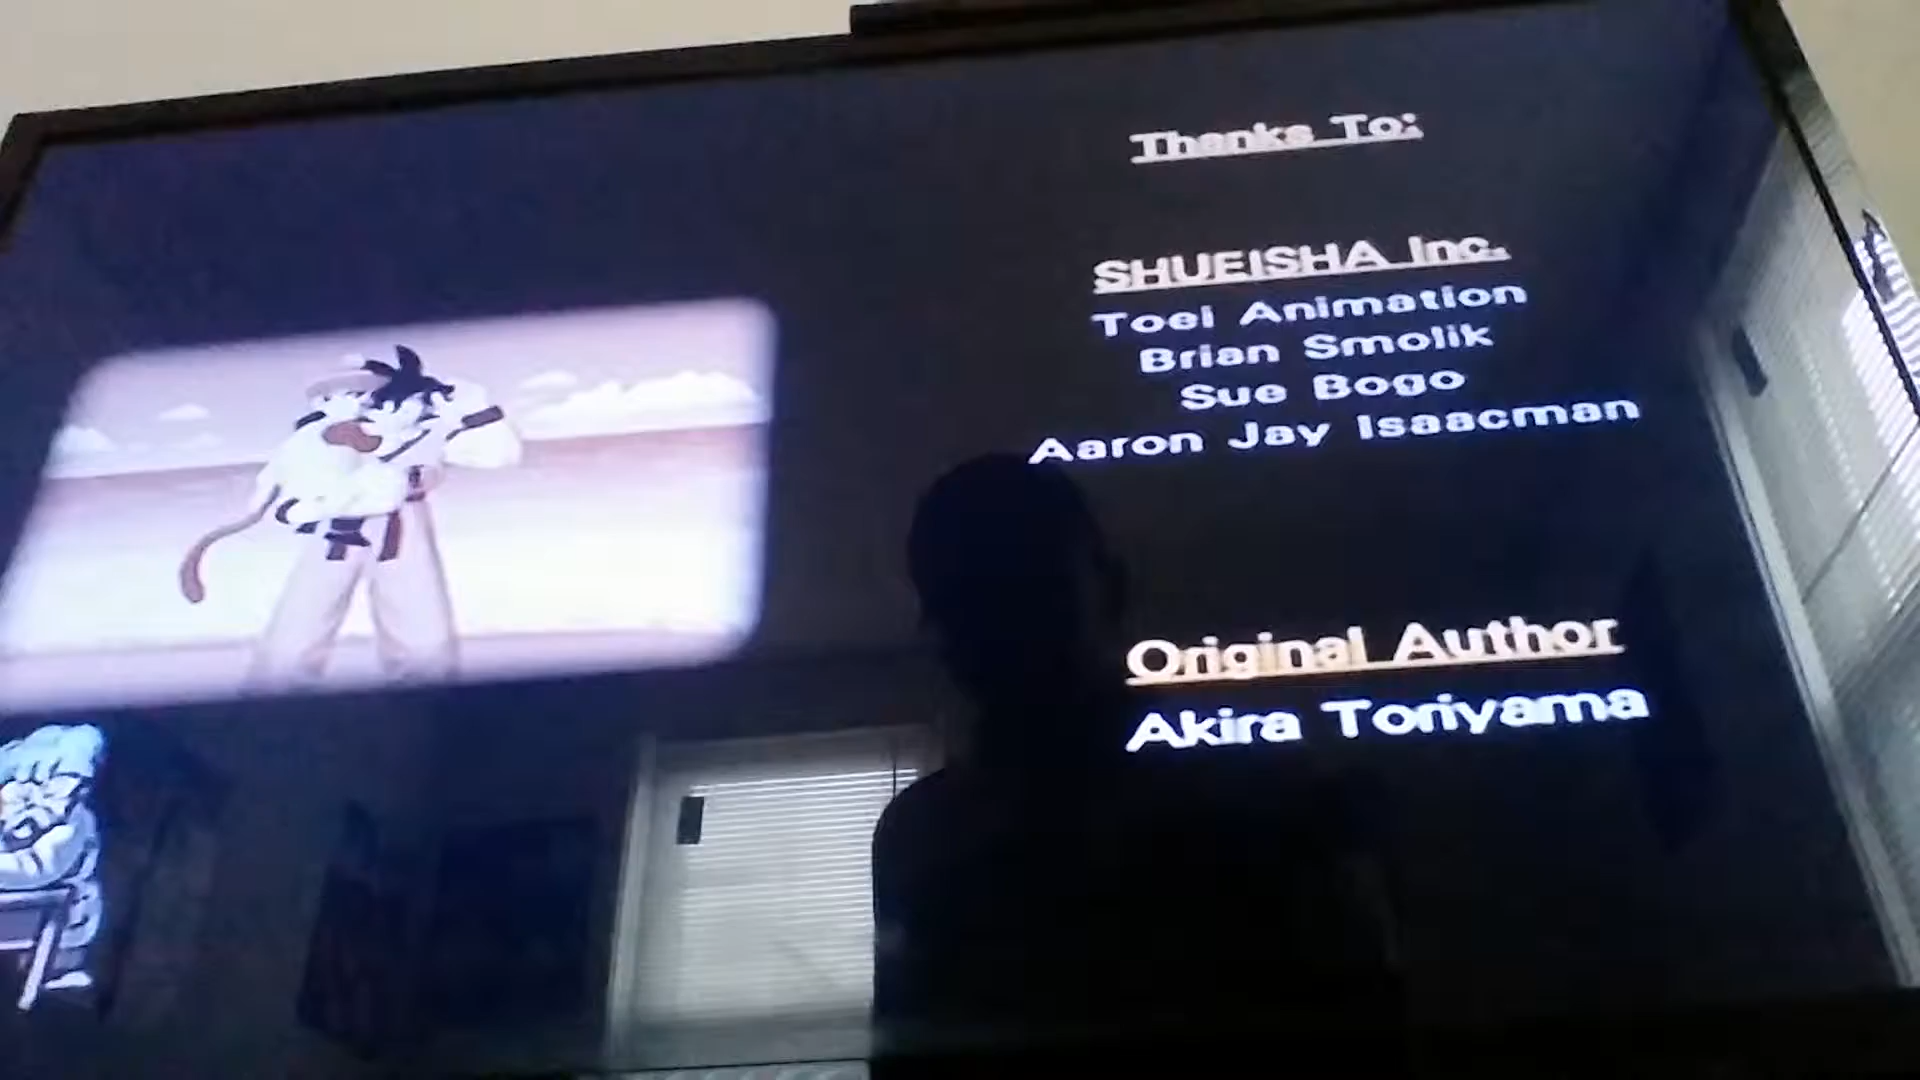 Thanks To:
SHUEISHA Inc.
Toei Animation
Brian Smolik
Sue Bogo
Aaron Jay Isaacman
Original Author
Akira Toriyama